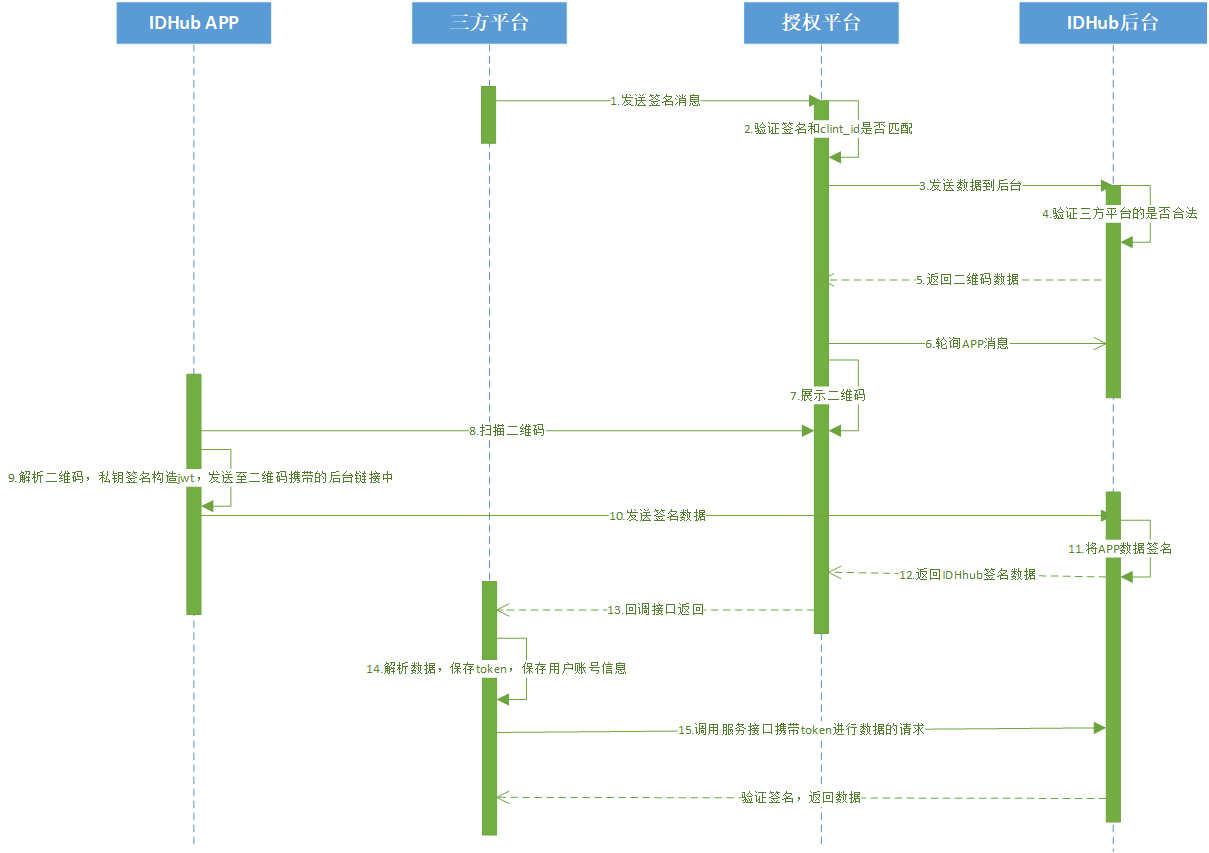 IDHub APP
三方平台
授权平台
IDHub后台
1.发送签名消息
2.验证签名和clint_id是否匹配
3.发送数据到后台
4.验证三方平台的是否合法
5.返回二维码数据
6.轮询APP消息
7.展示二维码
8.扫描二维码
9.解析二维码，私钥签名构造jwt，发送至二维码携带的后台链接中
10.发送签名数据
11.将APP数据签名
12.返回IDHhub签名数据
13.回调接口返回
14.解析数据，保存token，保存用户账号信息
15.调用服务接口携带token进行数据的请求
验证签名，返回数据